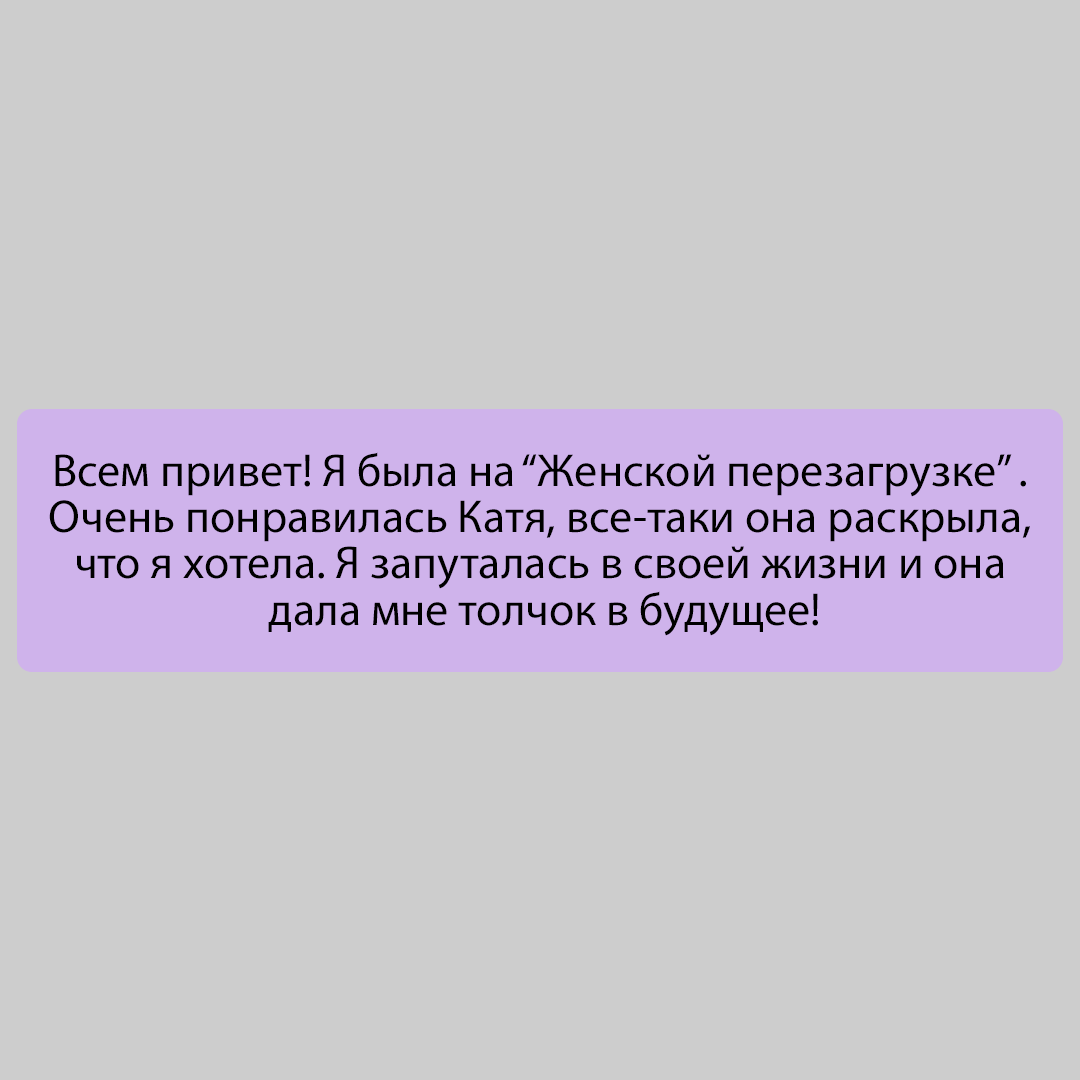 Всем привет! Я была на “Женской перезагрузке” .
Очень понравилась Катя, все-таки она раскрыла,
что я хотела. Я запуталась в своей жизни и она
дала мне толчок в будущее!